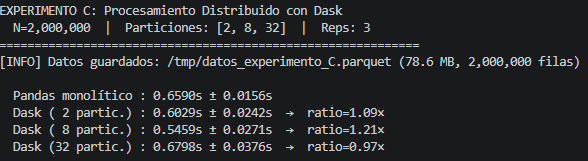 EXPERIMENTO C: Procesamiento Distribuido con Dask
N=2,000,000 | Particiones: [2, 8, 32] | Reps: 3
============================================================
[INFO] Datos guardados: /tmp/datos_experimento_C.parquet (78.6 MB, 2,000,000 filas)
Pandas monolítico : 0.6590s ± 0.0156s
Dask ( 2 partic.) : 0.6029s ± 0.0242s → ratio=1.09×
Dask ( 8 partic.) : 0.5459s ± 0.0271s → ratio=1.21×
Dask (32 partic.) : 0.6798s ± 0.0376s → ratio=0.97×